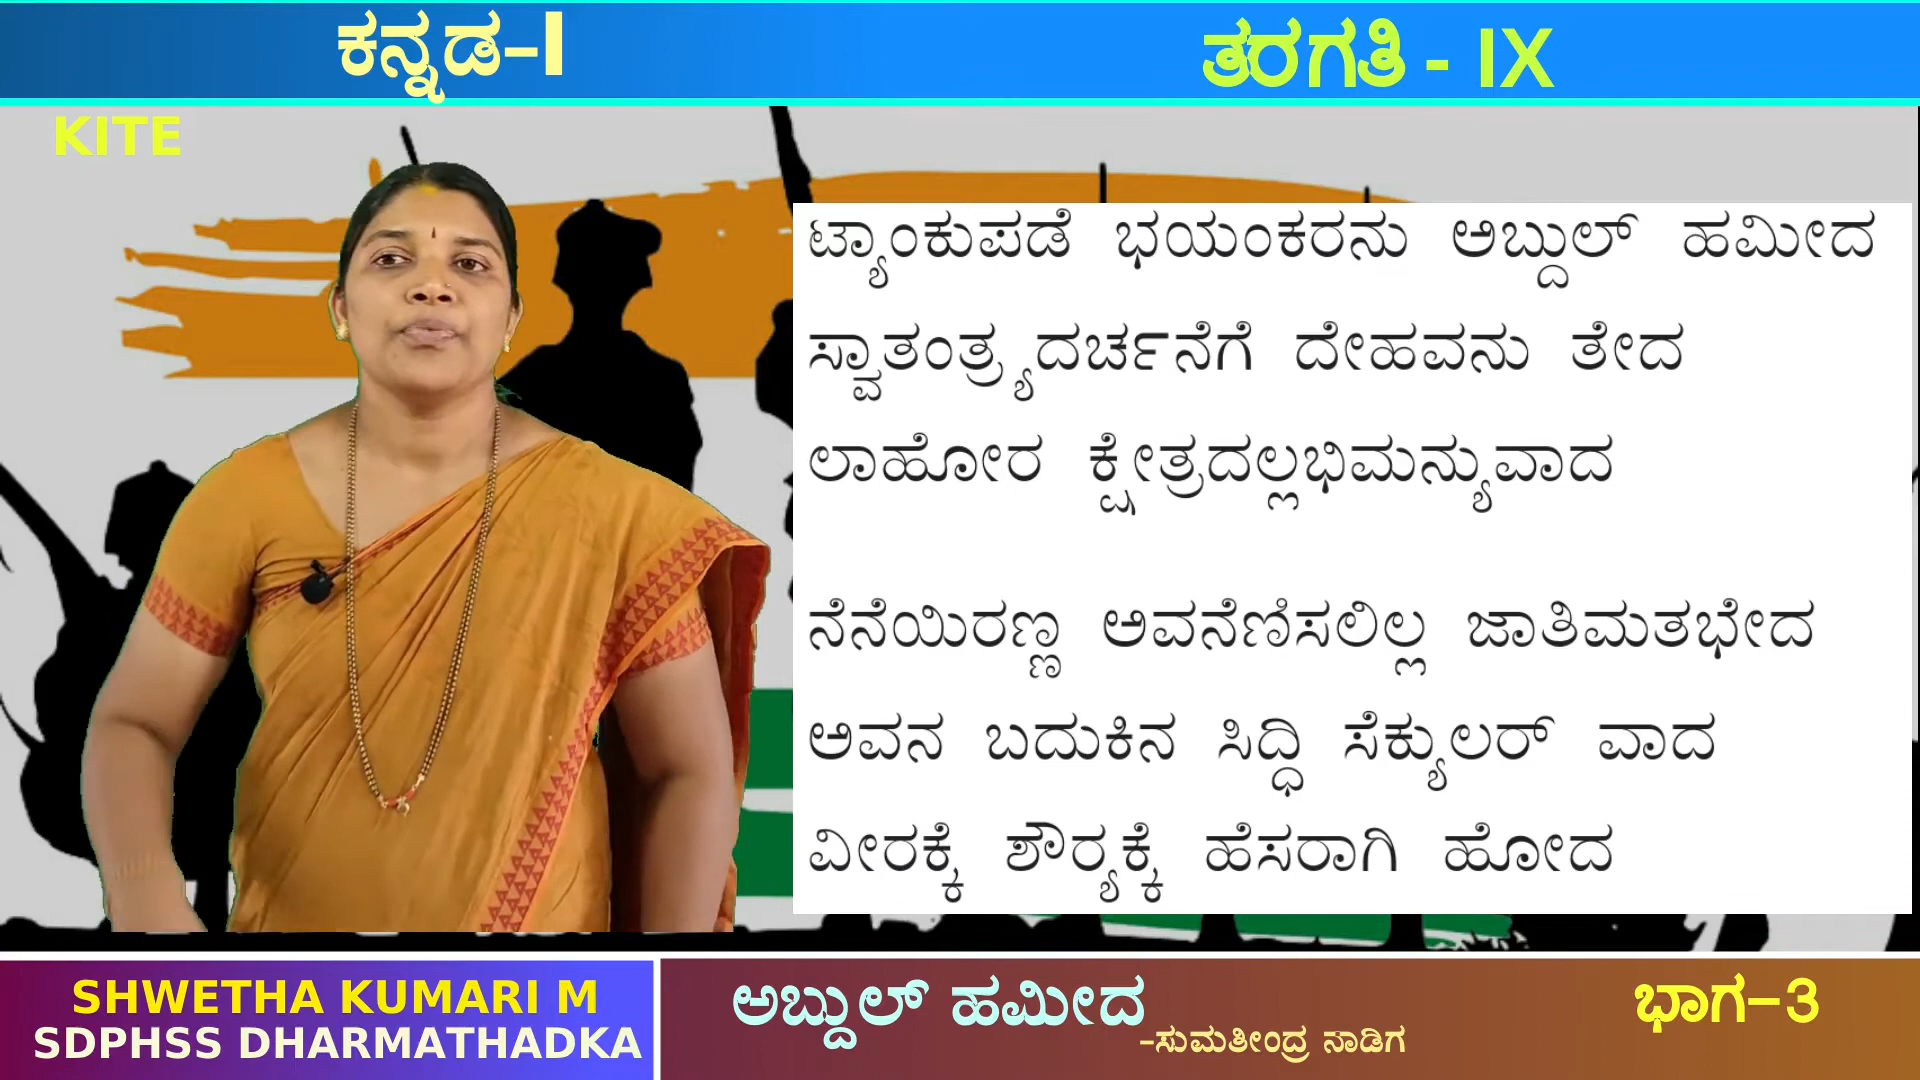 ಕನ್ನಡ-I
ತರಗತಿ - IX
KITE
ಟ್ಯಾಂಕುಪಡೆ ಭಯಂಕರನು ಅಬ್ದುಲ್ ಹಮೀದ
ಸ್ವಾತಂತ್ರ್ಯದರ್ಚನೆಗೆ ದೇಹವನು ತೇದ
ಲಾಹೋರ ಕ್ಷೇತ್ರದಲ್ಲಭಿಮನ್ಯುವಾದ
ನೆನೆಯಿರಣ್ಣ ಅವನೆಣಿಸಲಿಲ್ಲ ಜಾತಿಮತಭೇದ
ಅವನ ಬದುಕಿನ ಸಿದ್ಧಿ ಸೆಕ್ಯುಲರ್ ವಾದ
ವೀರಕ್ಕೆ ಶೌರ‍್ಯಕ್ಕೆ ಹೆಸರಾಗಿ ಹೋದ
SHWETHA KUMARI M
SDPHSS DHARMATHADKA
ಅಬ್ದುಲ್ ಹಮೀದ
-ಸುಮತೀಂದ್ರ ನಾಡಿಗ
ಭಾಗ-3